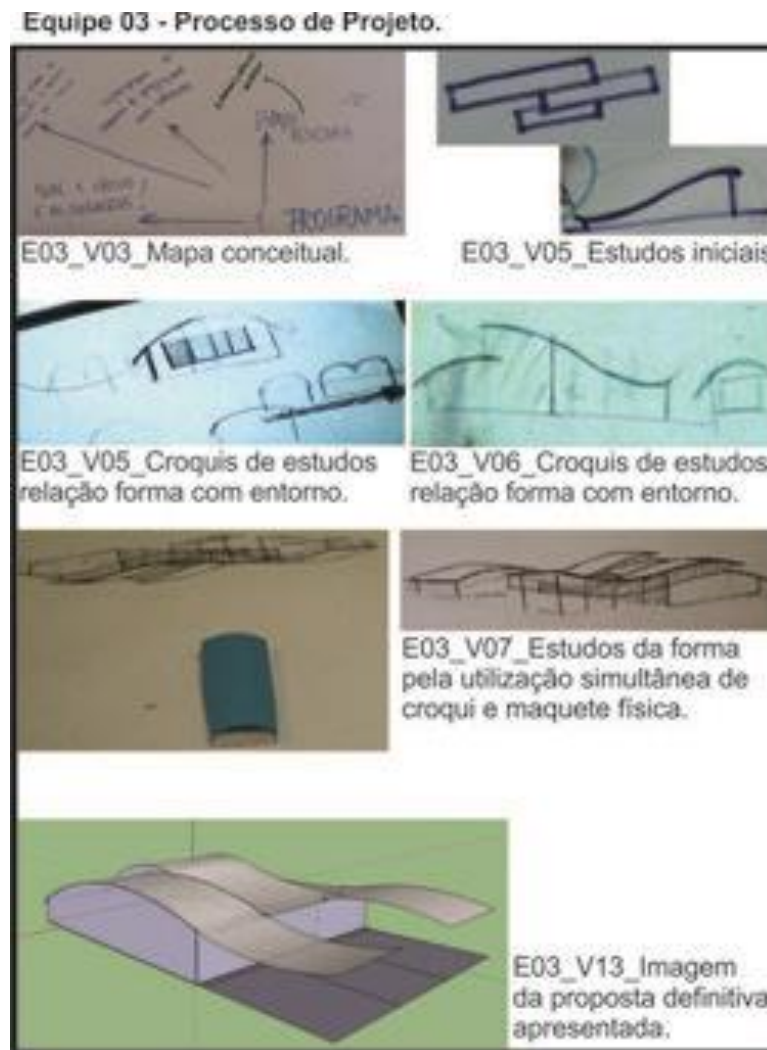 Equipe 03 - Processo de Projeto.
PROGRAMA
E03_V03_Mapa conceitual.
E03_V05_Estudos iniciais
E03_V05_Croquis de estudos
relação forma com entorno.
E03_V06_Croquis de estudos
relação forma com entorno.
E03_V07_Estudos da forma
pela utilização simultânea de
croqui e maquete física.
E03_V13_Imagem
da proposta definitiva
apresentada.